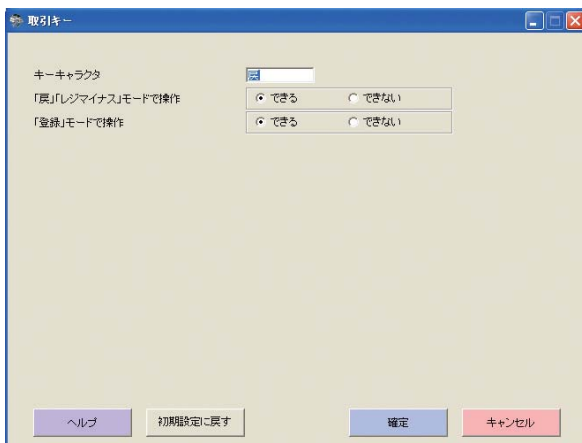 取引キー
キーキャラクタ 戻
「戻」「レジマイナス」モードで操作 できる できない
「登録」モードで操作 できる できない
ヘルプ 初期設定に戻す 確定 キャンセル